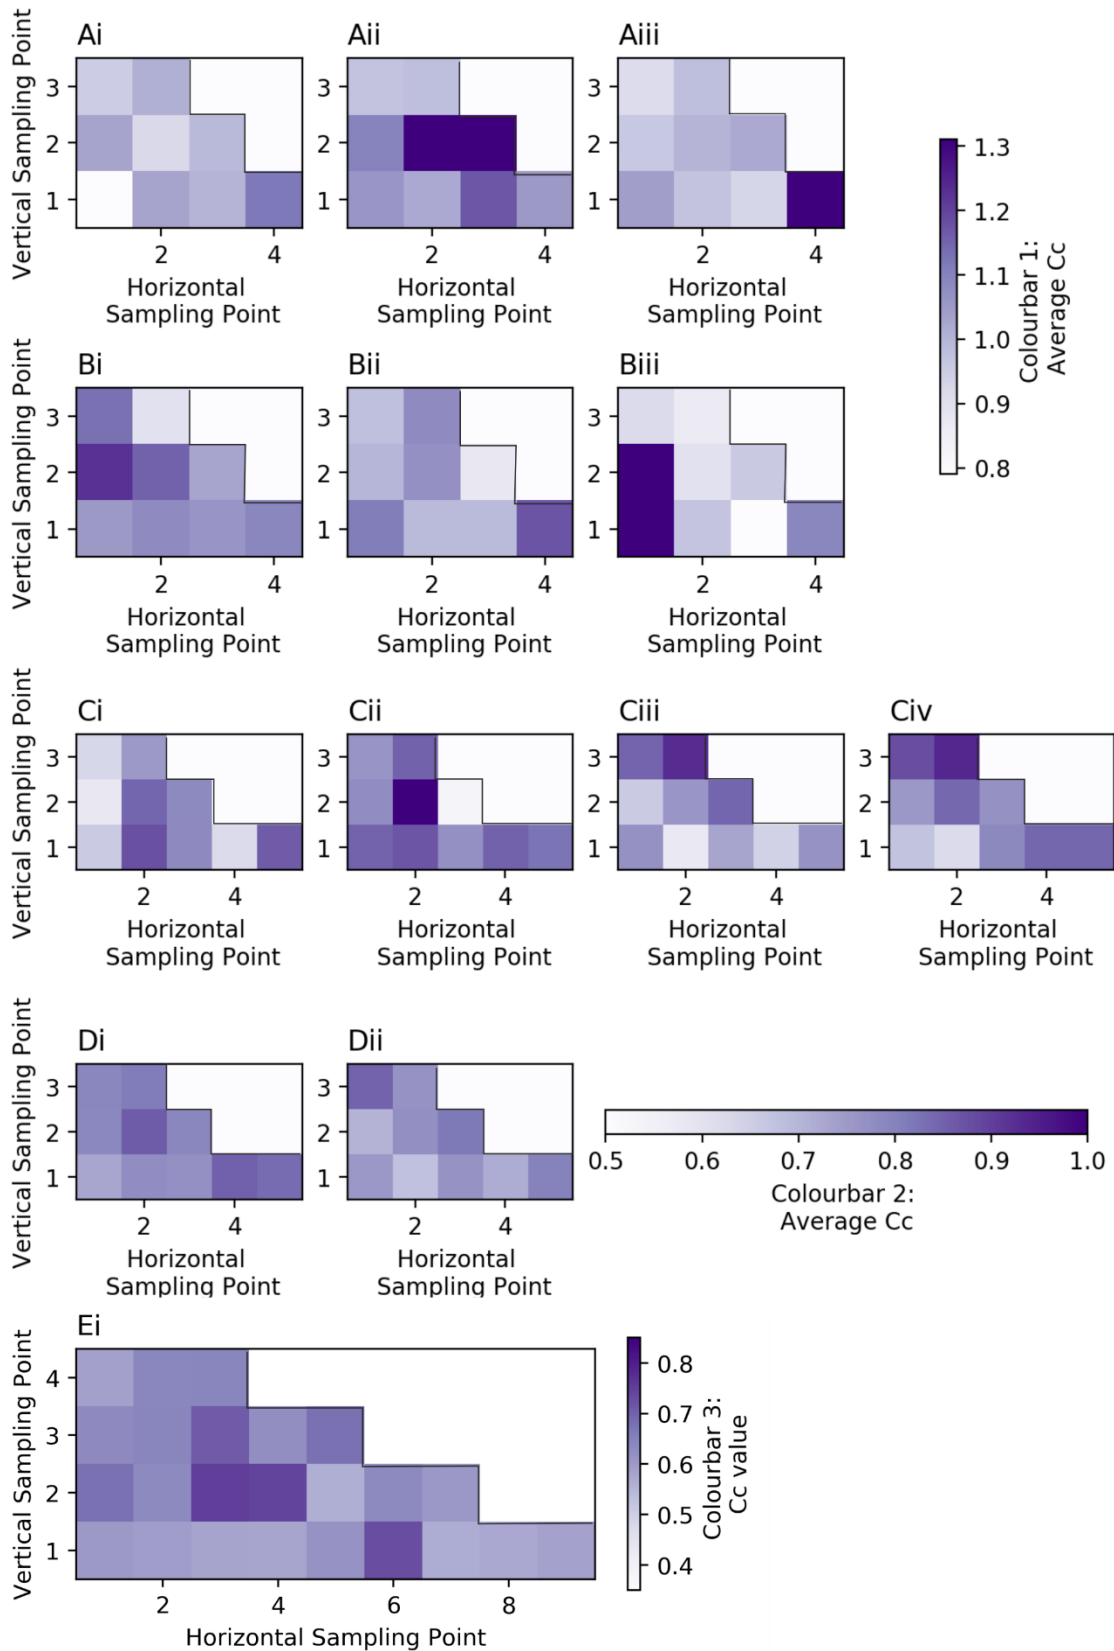 Ai
Aii
Aiii
Vertical Sampling Point
3
2
1
2 4
2 4
2 4
Horizontal
Sampling Point
Horizontal
Sampling Point
Horizontal
Sampling Point
1.3
1.2
1.1
1.0
0.9
0.8
Colourbar 1:
Average Cc
Bi
Bii
Biii
Vertical Sampling Point
3
2
1
3
2
1
3
2
1
2 4
2 4
2 4
Horizontal
Sampling Point
Horizontal
Sampling Point
Horizontal
Sampling Point
Ci
Cii
Ciii
Civ
Vertical Sampling Point
3
2
1
3
2
1
3
2
1
3
2
1
2 4
2 4
2 4
2 4
Horizontal
Sampling Point
Horizontal
Sampling Point
Horizontal
Sampling Point
Horizontal
Sampling Point
Di
Dii
Vertical Sampling Point
3
2
1
3
2
1
2 4
2 4
Horizontal
Sampling Point
Horizontal
Sampling Point
0.5 0.6 0.7 0.8 0.9 1.0
Colourbar 2:
Average Cc
Ei
Vertical Sampling Point
4
3
2
1
2 4 6 8
Horizontal Sampling Point
0.8
0.7
0.6
0.5
0.4
Colourbar 3:
Cc value